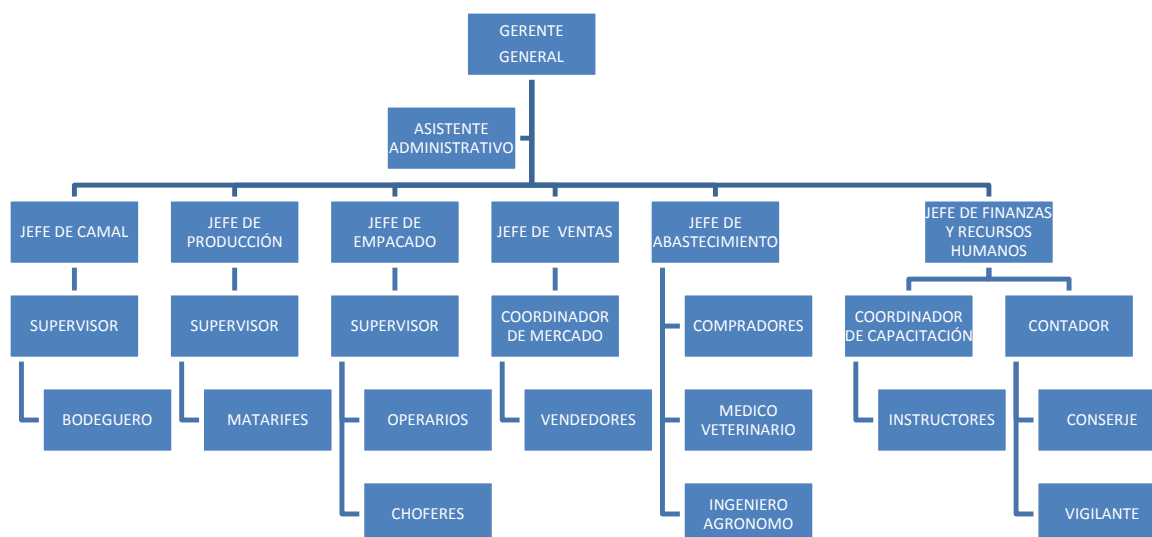 GERENTE
GENERAL
ASISTENTE
ADMINISTRATIVO
JEFE DE CAMAL
JEFE DE
PRODUCCIÓN
JEFE DE
EMPACADO
JEFE DE VENTAS
JEFE DE
ABASTECIMIENTO
JEFE DE FINANZAS
Y RECURSOS
HUMANOS
SUPERVISOR
SUPERVISOR
SUPERVISOR
COORDINADOR
DE MERCADO
COMPRADORES
COORDINADOR
DE CAPACITACIÓN
CONTADOR
BODEGUERO
MATARIFES
OPERARIOS
VENDEDORES
MEDICO
VETERINARIO
INSTRUCTORES
CONSERJE
CHOFERES
INGENIERO
AGRONOMO
VIGILANTE